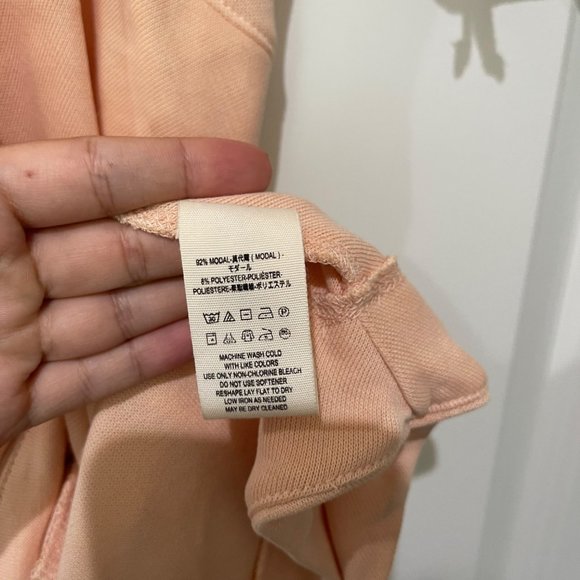 92% MODAL-莫代爾 (MODAL)-
モダール
8% POLYESTER-POLIÉSTER-
POLIESTERE-聚酯纖維-ポリエステル
MACHINE WASH COLD
WITH LIKE COLORS
USE ONLY NON-CHLORINE BLEACH
DO NOT USE SOFTENER
RESHAPE LAY FLAT TO DRY
LOW IRON AS NEEDED
MAY BE DRY CLEANED